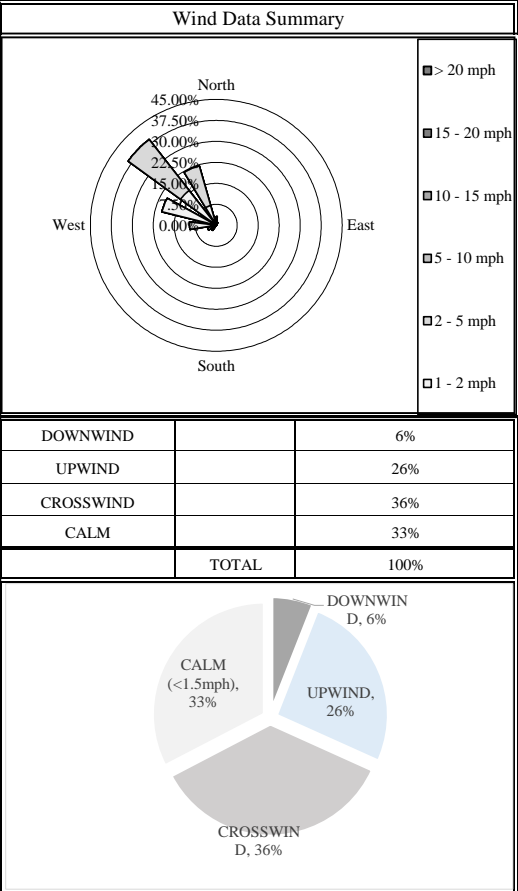 Wind Data Summary
North
45.00%
37.50%
30.00%
22.50%
15.00%
7.50%
0.00%
West
East
South
> 20 mph
15 - 20 mph
10 - 15 mph
5 - 10 mph
2 - 5 mph
1 - 2 mph
DOWNWIND 6%
UPWIND 26%
CROSSWIND 36%
CALM 33%
TOTAL 100%
DOWNWIN
D, 6%
CALM
(<1.5mph),
33%
UPWIND,
26%
CROSSWIN
D, 36%